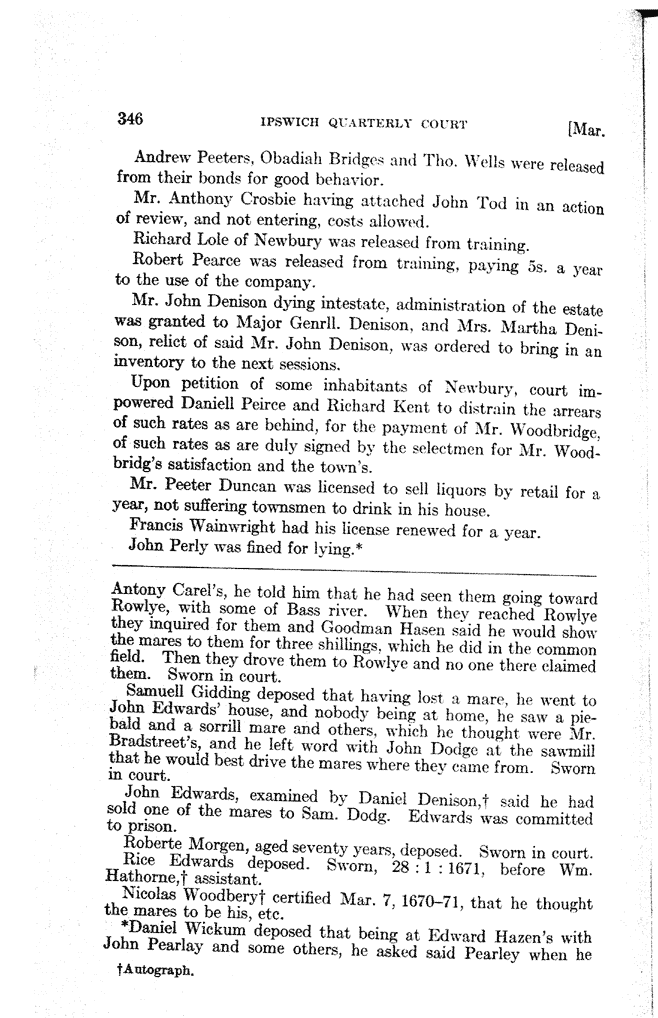 346 IPSWICH QUARTERLY COURT [Mar.
Andrew Peeters, Obadiah Bridges and Tho. Wells were released
from their bonds for good behavior.
Mr. Anthony Crosbie having attached John Tod in an action
of review, and not entering, costs allowed.
Richard Lole of Newbury was released from training.
Robert Pearce was released from training, paying 5s. a year
to the use of the company.
Mr. John Denison dying intestate, administration of the estate
was granted to Major Genrll. Denison, and Mrs. Martha Deni-
son, relict of said Mr. John Denison, was ordered to bring in an
inventory to the next sessions.
Upon petition of some inhabitants of Newbury, court im-
powered Daniell Peirce and Richard Kent to distrain the arrears
of such rates as are behind, for the payment of Mr. Woodbridge,
of such rates as are duly signed by the selectmen for Mr. Wood-
bridg's satisfaction and the town's.
Mr. Peeter Duncan was licensed to sell liquors by retail for a
year, not suffering townsmen to drink in his house.
Francis Wainwright had his license renewed for a year.
John Perly was fined for lying.*
Antony Carel's, he told him that he had seen them going toward
Rowlye, with some of Bass river. When they reached Rowlye
they inquired for them and Goodman Hasen said he would show
the mares to them for three shillings, which he did in the common
field. Then they drove them to Rowlye and no one there claimed
them. Sworn in court.
Samuell Gidding deposed that having lost a mare, he went to
John Edwards' house, and nobody being at home, he saw a pie-
bald and a sorrill mare and others, which he thought were Mr.
Bradstreet's, and he left word with John Dodge at the sawmill
that he would best drive the mares where they came from. Sworn
in court.
John Edwards, examined by Daniel Denison,† said he had
sold one of the mares to Sam. Dodg. Edwards was committed
to prison.
Roberte Morgen, aged seventy years, deposed. Sworn in court.
Rice Edwards deposed. Sworn, 28 : 1 : 1671, before Wm.
Hathorne,† assistant.
Nicolas Woodbery† certified Mar. 7, 1670-71, that he thought
the mares to be his, etc.
*Daniel Wickum deposed that being at Edward Hazen's with
John Pearlay and some others, he asked said Pearley when he
†Autograph.